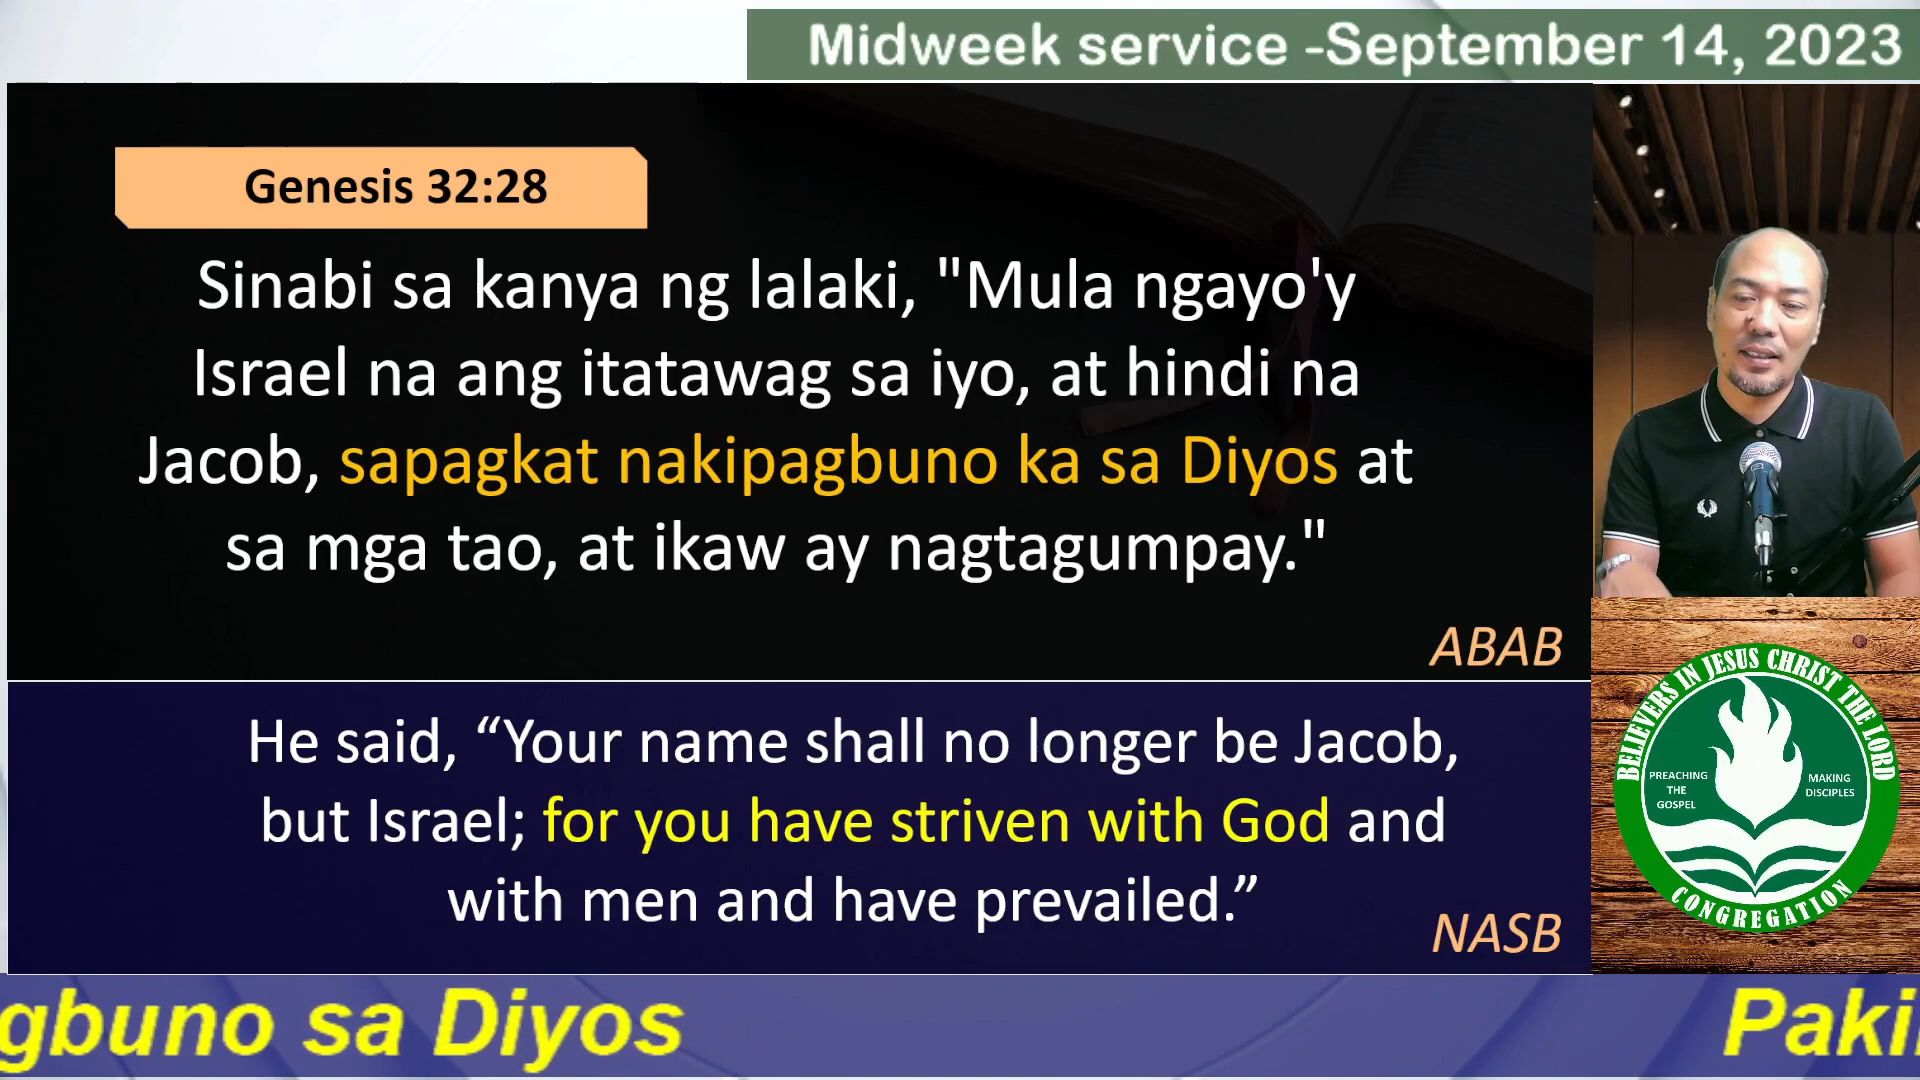 Midweek service -September 14, 2023
Genesis 32:28
Sinabi sa kanya ng lalaki, "Mula ngayo'y
Israel na ang itatawag sa iyo, at hindi na
Jacob, sapagkat nakipagbuno ka sa Diyos at
sa mga tao, at ikaw ay nagtagumpay."
ABAB
He said, “Your name shall no longer be Jacob,
but Israel; for you have striven with God and
with men and have prevailed.”
NASB
BELIEVERS IN JESUS CHRIST THE LORD
PREACHING
THE
GOSPEL
MAKING
DISCIPLES
CONGREGATION
gbuno sa Diyos
Paki